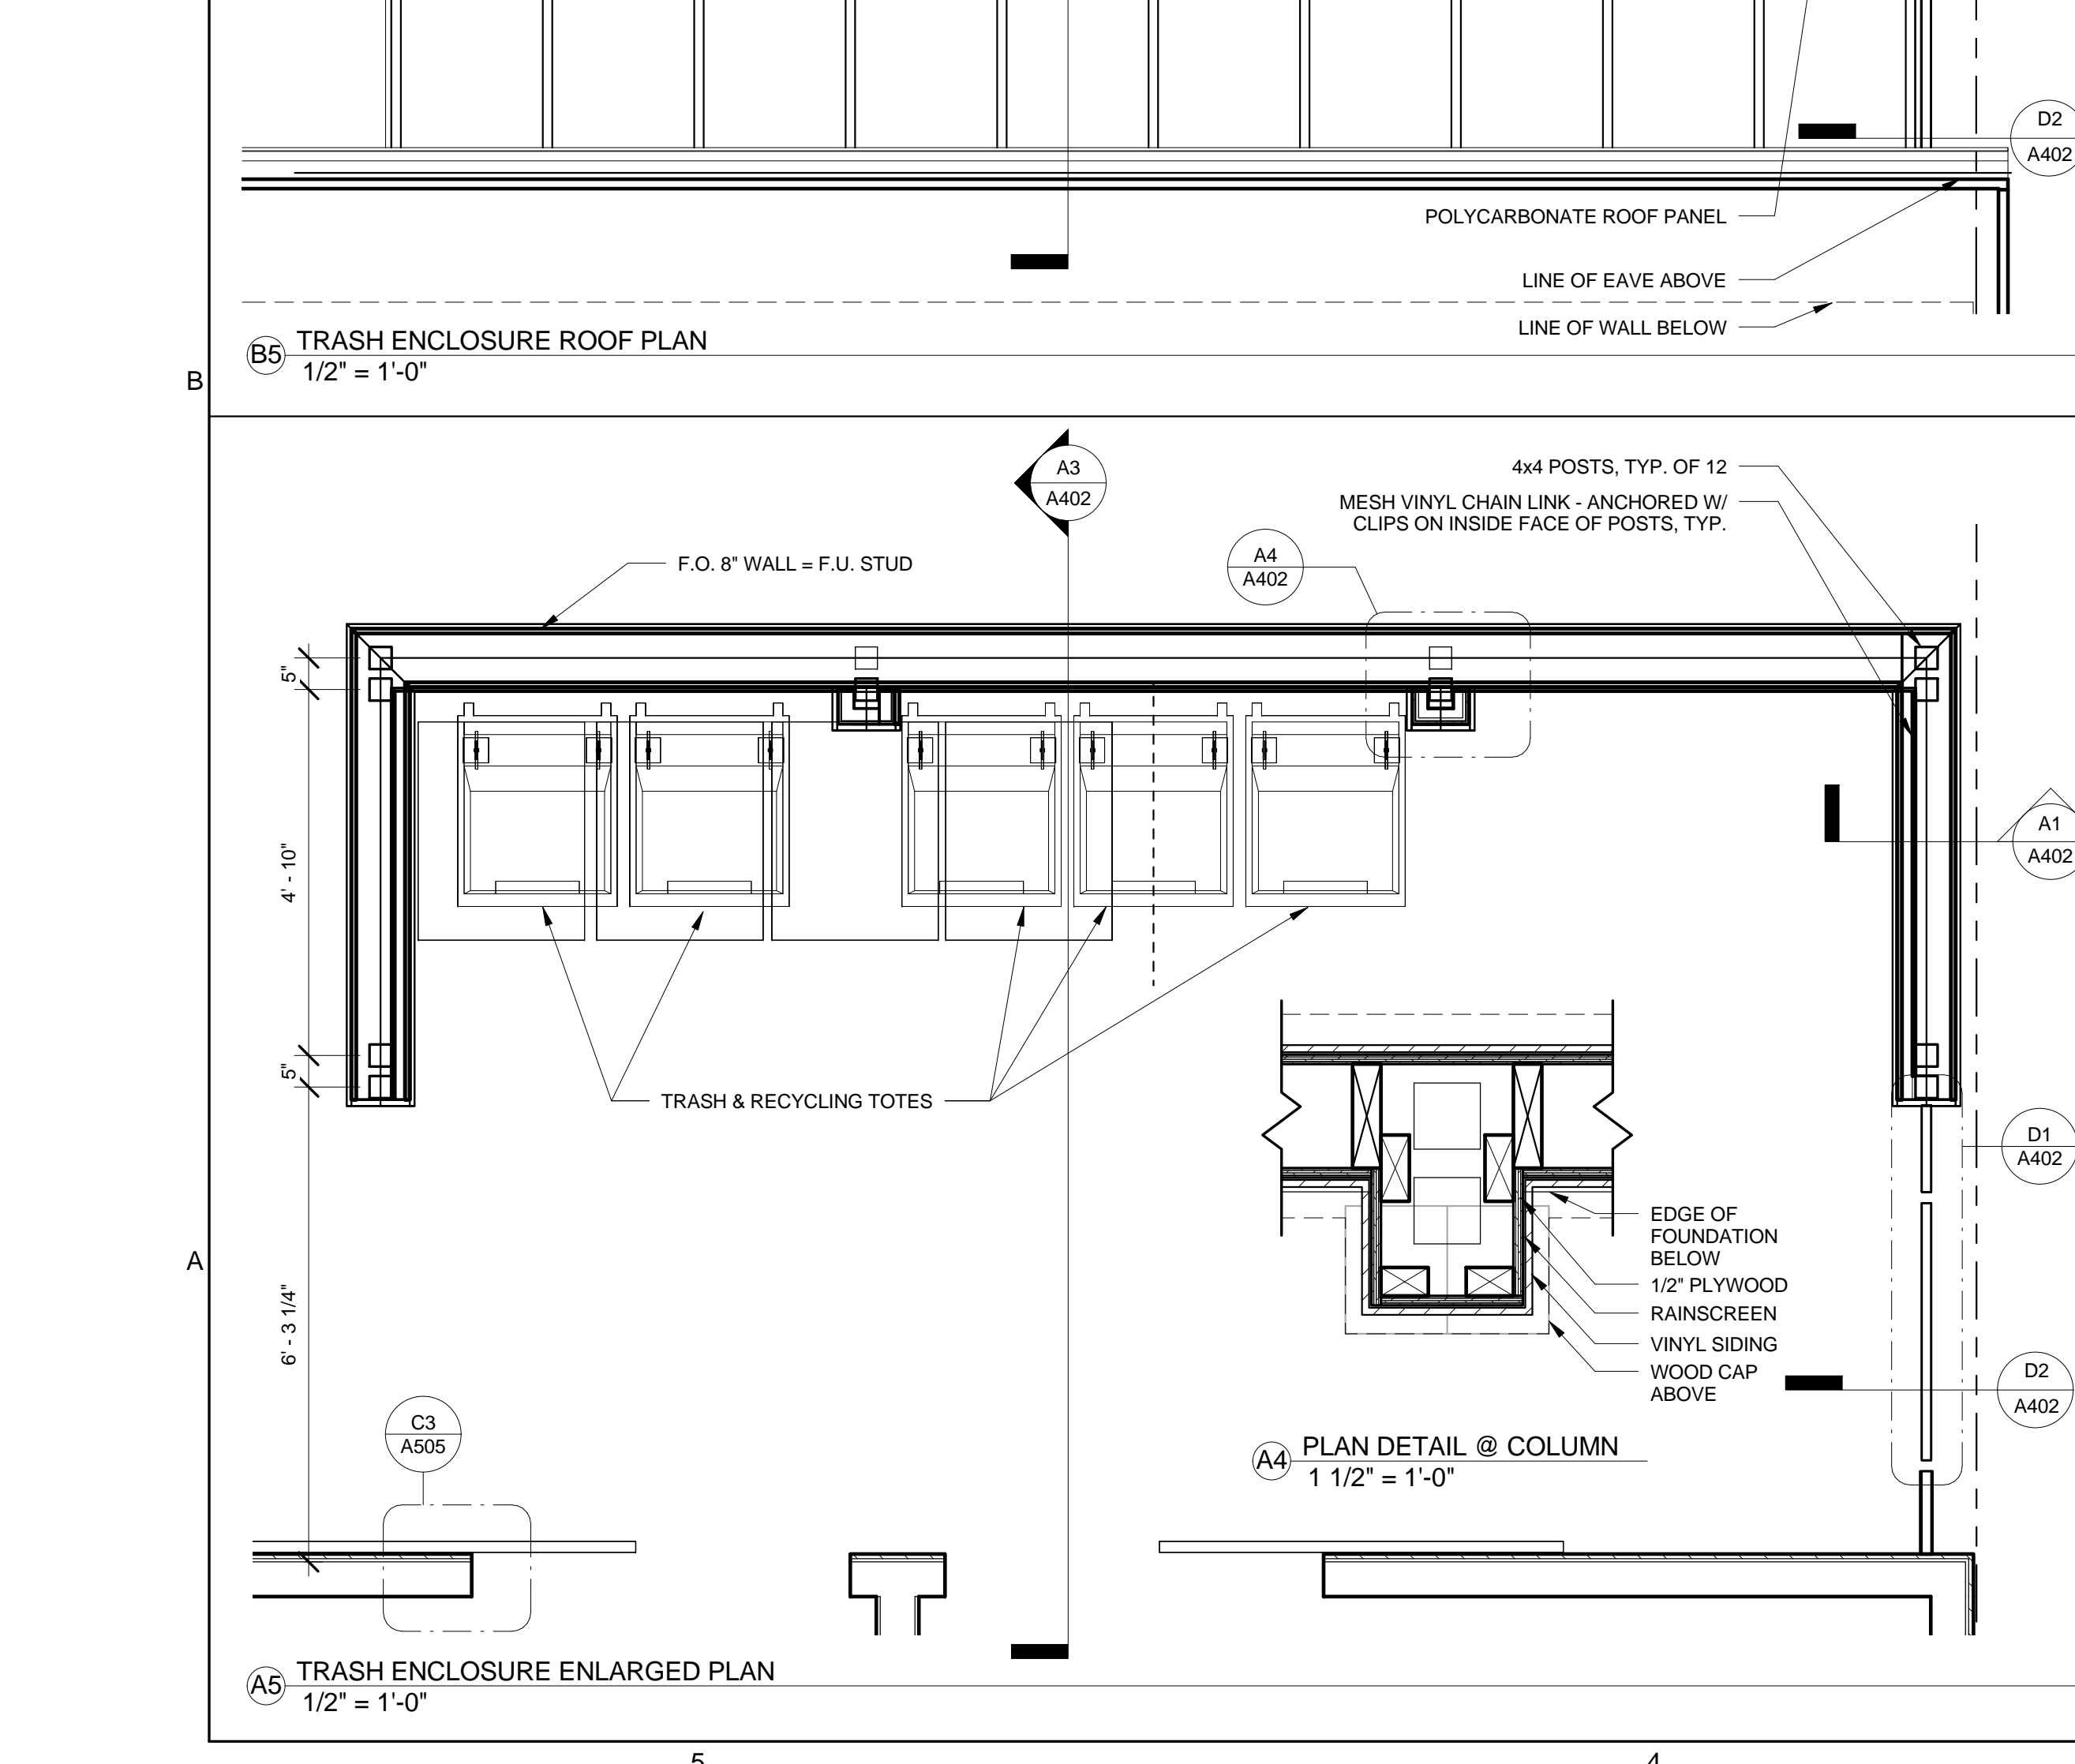 D2
A402
POLYCARBONATE ROOF PANEL
LINE OF EAVE ABOVE
LINE OF WALL BELOW
B5
TRASH ENCLOSURE ROOF PLAN
1/2" = 1'-0"
B
A3
A402
4x4 POSTS, TYP. OF 12
MESH VINYL CHAIN LINK - ANCHORED W/
CLIPS ON INSIDE FACE OF POSTS, TYP.
F.O. 8" WALL = F.U. STUD
A4
A402
5"
4' - 10"
5"
6' - 3 1/4"
A1
A402
TRASH & RECYCLING TOTES
D1
A402
EDGE OF
FOUNDATION
BELOW
1/2" PLYWOOD
RAINSCREEN
VINYL SIDING
WOOD CAP
ABOVE
A
D2
A402
C3
A505
A4
PLAN DETAIL @ COLUMN
1 1/2" = 1'-0"
A5
TRASH ENCLOSURE ENLARGED PLAN
1/2" = 1'-0"
5
4